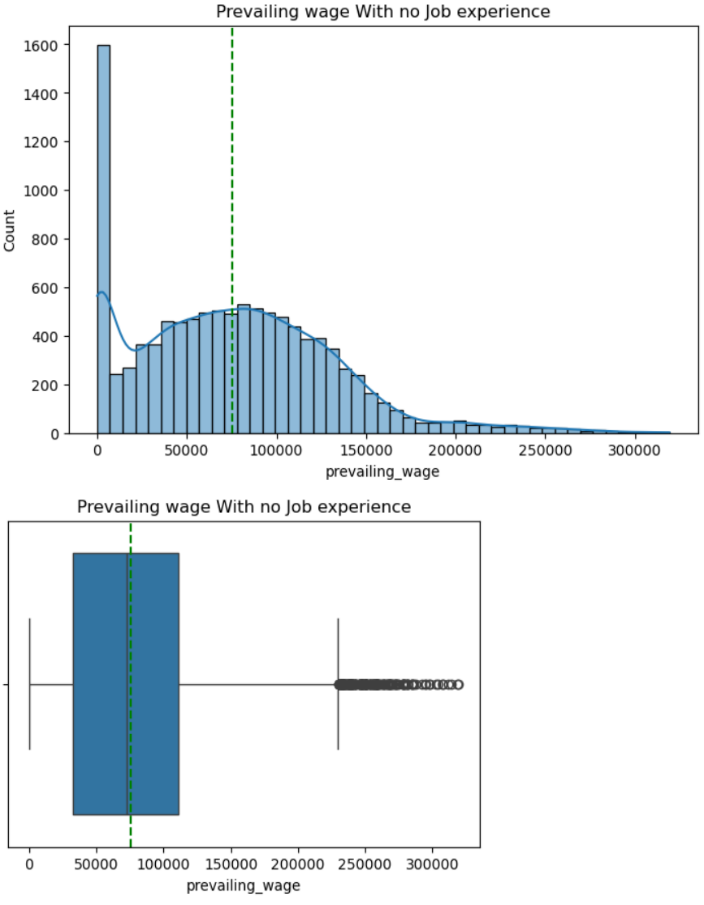 Prevailing wage With no Job experience
1600
1400
1200
1000
800
600
400
200
0
Count
0 50000 100000 150000 200000 250000 300000
prevailing_wage
Prevailing wage With no Job experience
0 50000 100000 150000 200000 250000 300000
prevailing_wage